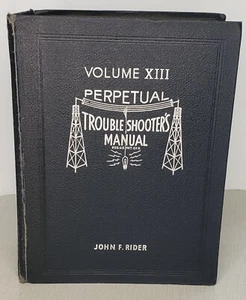 VOLUME XIII
PERPETUAL
TROUBLE SHOOTER'S
MANUAL
JOHN F. RIDER